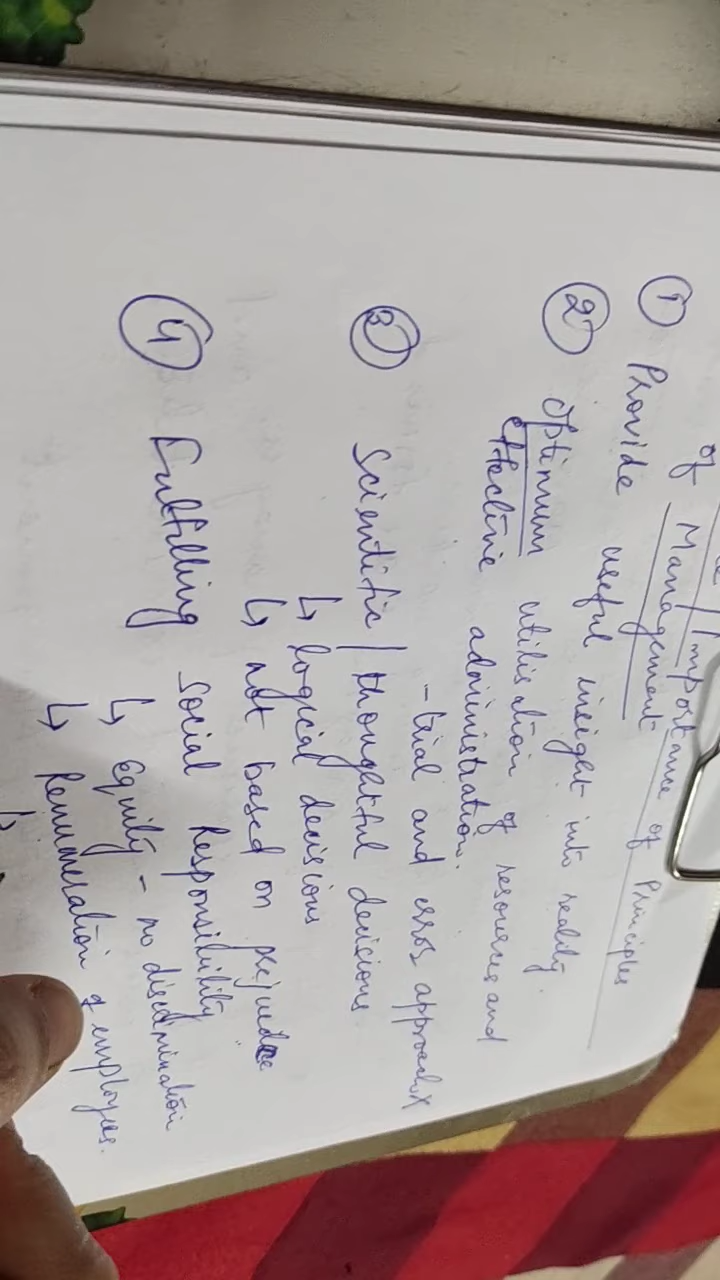 Importance of Principles
of Management
① Provide useful insight into reality.
② Optimum utilisation of resources and
effective administration.
- trial and error approach x
③ Scientific / thoughtful decisions
↳ logical decisions
↳ not based on prejudice
④ Fulfilling social Responsibility
↳ Equity - no discrimination
↳ Remuneration of employees.
↳